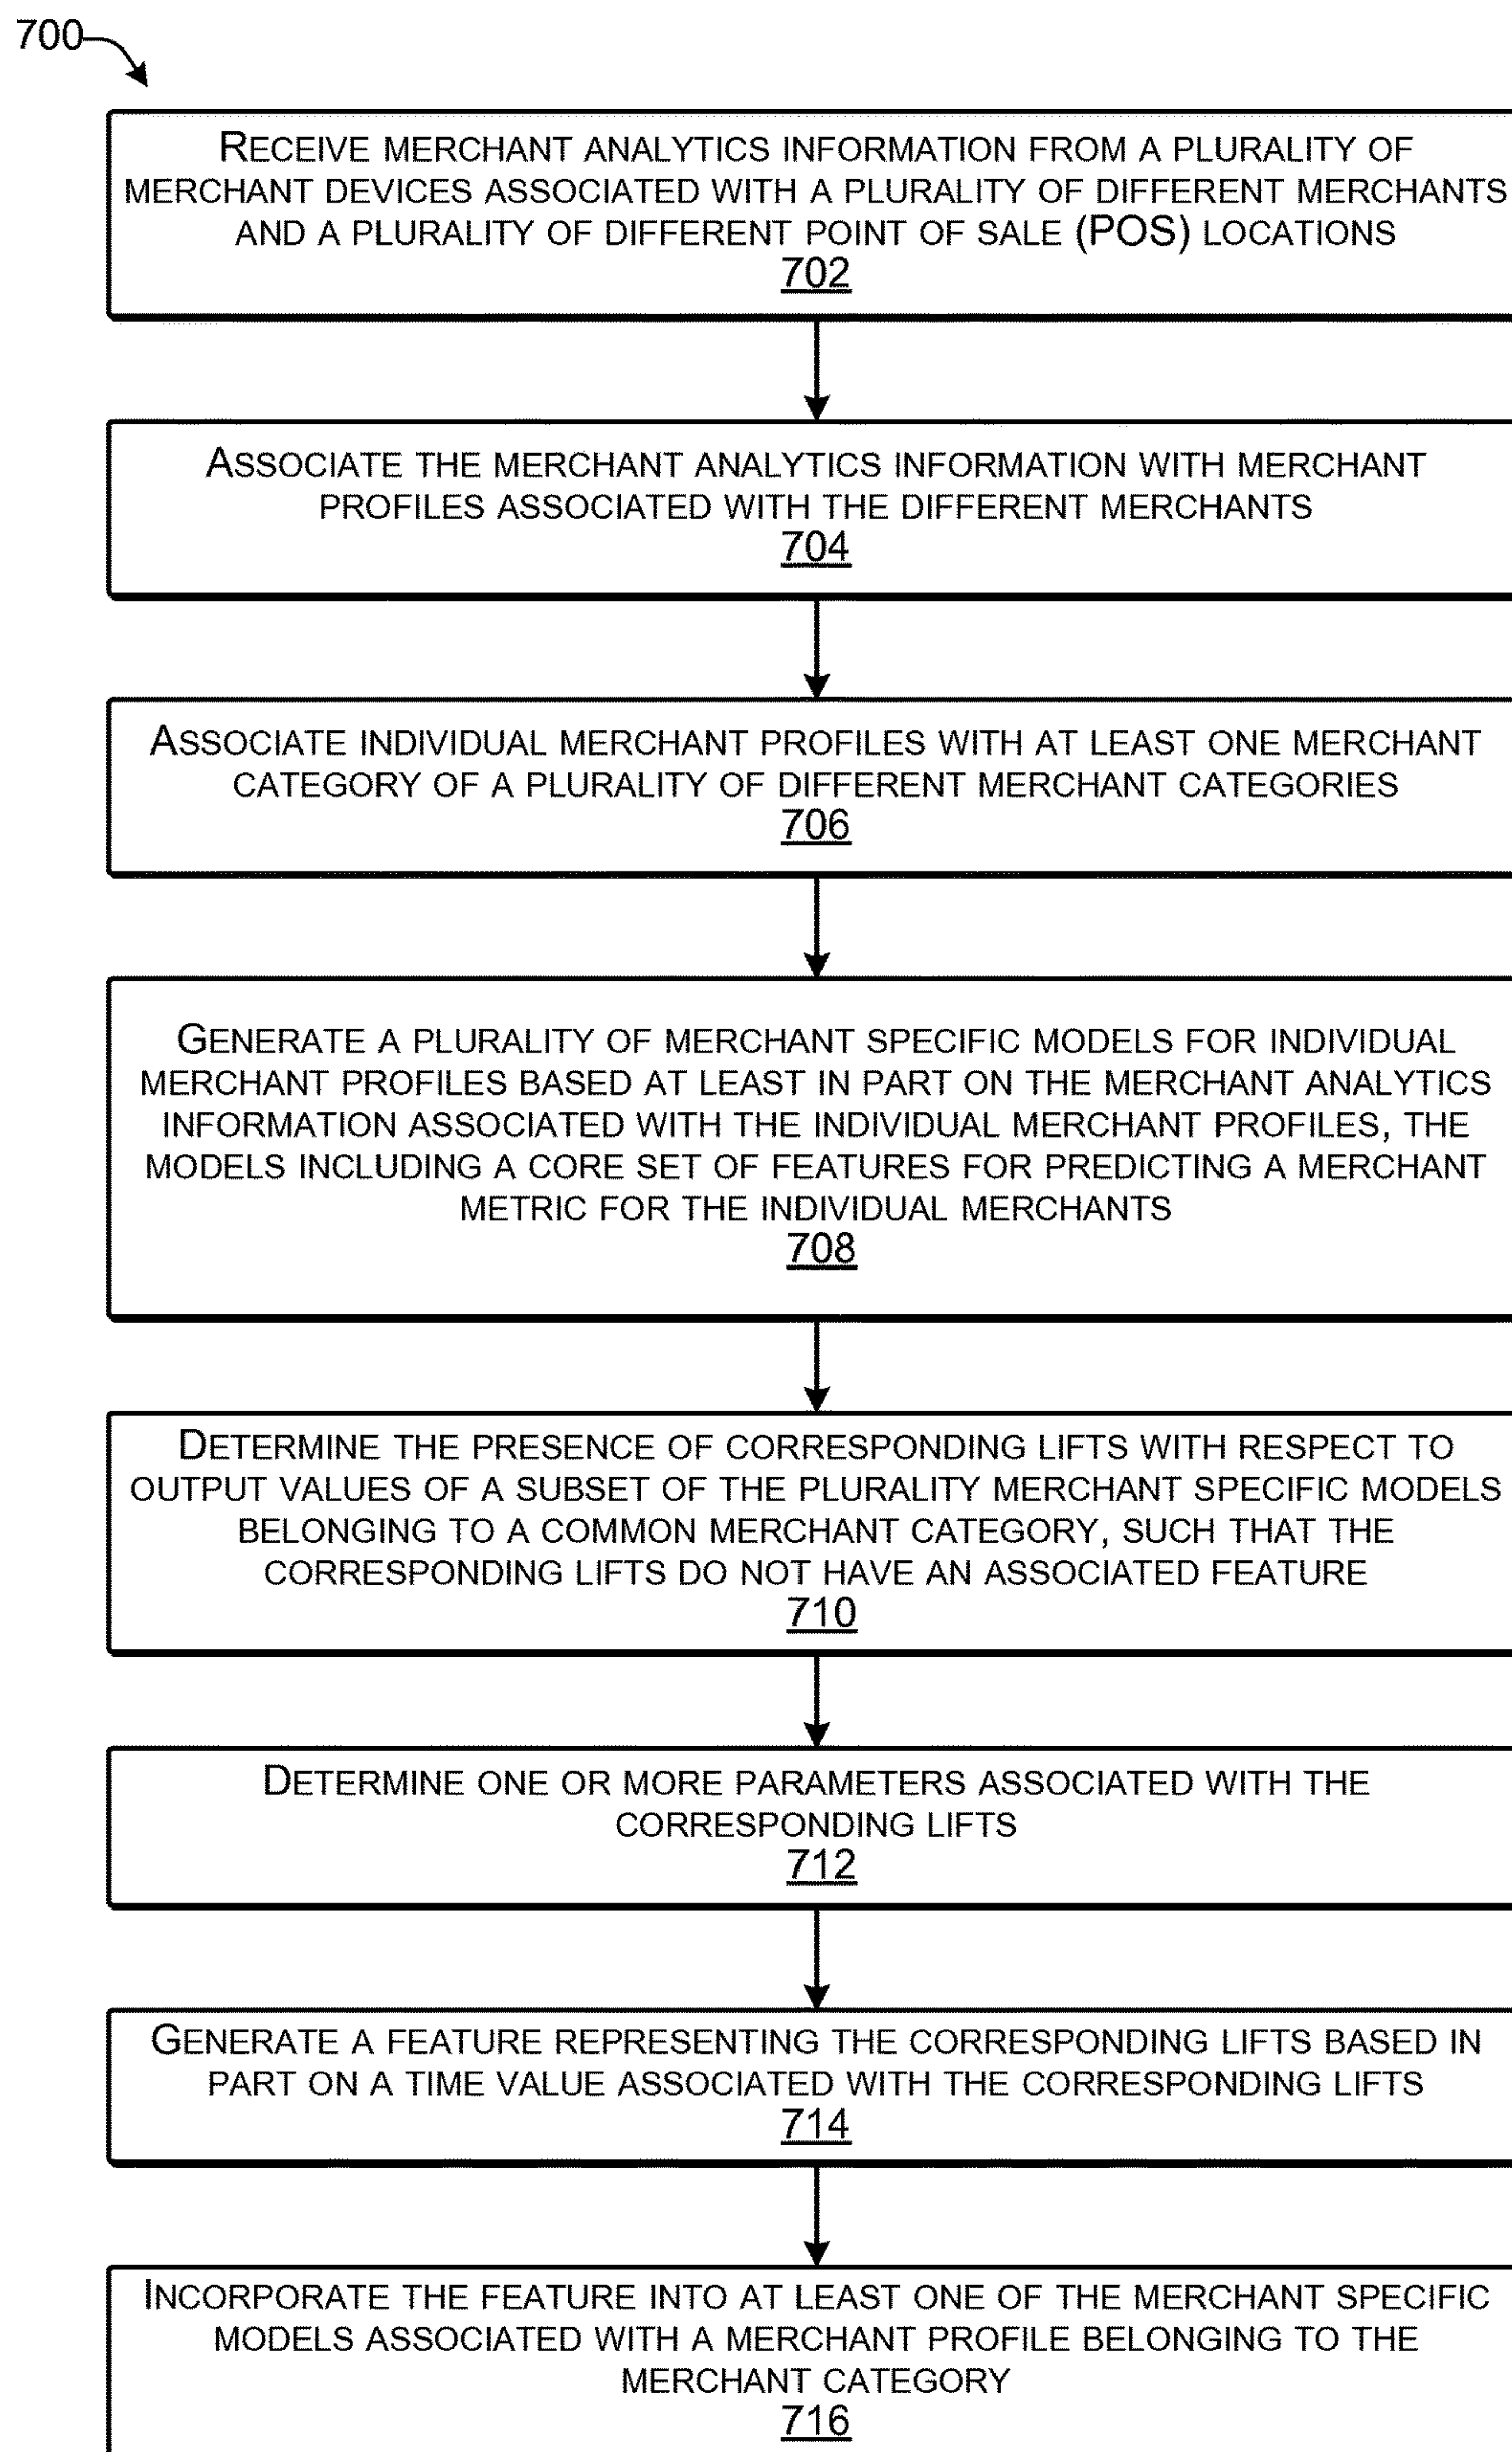 700
RECEIVE MERCHANT ANALYTICS INFORMATION FROM A PLURALITY OF
MERCHANT DEVICES ASSOCIATED WITH A PLURALITY OF DIFFERENT MERCHANTS
AND A PLURALITY OF DIFFERENT POINT OF SALE (POS) LOCATIONS
702
ASSOCIATE THE MERCHANT ANALYTICS INFORMATION WITH MERCHANT
PROFILES ASSOCIATED WITH THE DIFFERENT MERCHANTS
704
ASSOCIATE INDIVIDUAL MERCHANT PROFILES WITH AT LEAST ONE MERCHANT
CATEGORY OF A PLURALITY OF DIFFERENT MERCHANT CATEGORIES
706
GENERATE A PLURALITY OF MERCHANT SPECIFIC MODELS FOR INDIVIDUAL
MERCHANT PROFILES BASED AT LEAST IN PART ON THE MERCHANT ANALYTICS
INFORMATION ASSOCIATED WITH THE INDIVIDUAL MERCHANT PROFILES, THE
MODELS INCLUDING A CORE SET OF FEATURES FOR PREDICTING A MERCHANT
METRIC FOR THE INDIVIDUAL MERCHANTS
708
DETERMINE THE PRESENCE OF CORRESPONDING LIFTS WITH RESPECT TO
OUTPUT VALUES OF A SUBSET OF THE PLURALITY MERCHANT SPECIFIC MODELS
BELONGING TO A COMMON MERCHANT CATEGORY, SUCH THAT THE
CORRESPONDING LIFTS DO NOT HAVE AN ASSOCIATED FEATURE
710
DETERMINE ONE OR MORE PARAMETERS ASSOCIATED WITH THE
CORRESPONDING LIFTS
712
GENERATE A FEATURE REPRESENTING THE CORRESPONDING LIFTS BASED IN
PART ON A TIME VALUE ASSOCIATED WITH THE CORRESPONDING LIFTS
714
INCORPORATE THE FEATURE INTO AT LEAST ONE OF THE MERCHANT SPECIFIC
MODELS ASSOCIATED WITH A MERCHANT PROFILE BELONGING TO THE
MERCHANT CATEGORY
716